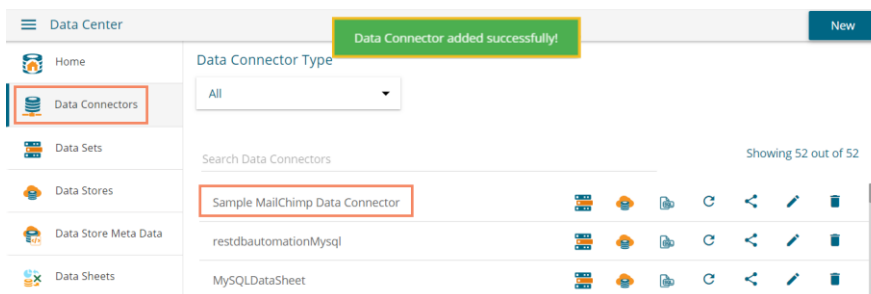 Data Center
Data Connector added successfully!
New
Home
Data Connectors
Data Sets
Data Stores
Data Store Meta Data
Data Sheets
Data Connector Type
All
Search Data Connectors
Showing 52 out of 52
Sample MailChimp Data Connector
restdbautomationMysql
MySQLDataSheet